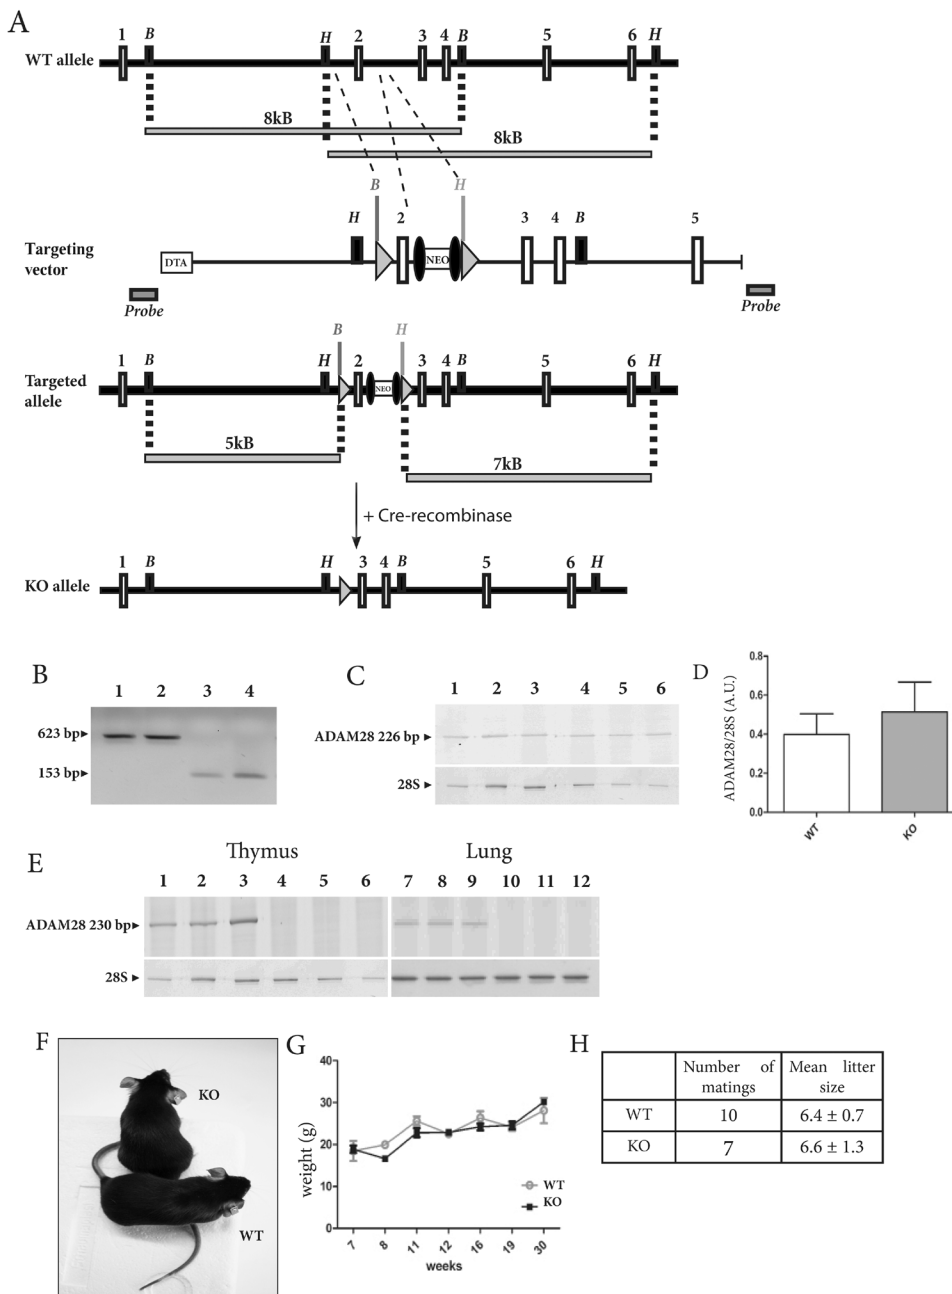 A
1 B H 2 3 4 B 5 6 H
WT allele
8kB
8kB
B H
H 2 3 4 B 5
Targeting
vector
DTA NEO
Probe Probe
B H
1 B H 2 3 4 B 5 6 H
Targeted
allele
NEO
5kB
7kB
+ Cre-recombinase
1 B H 3 4 B 5 6 H
KO allele
B
1 2 3 4
623 bp
153 bp
C
1 2 3 4 5 6
ADAM28 226 bp
28S
D
ADAM28/28S (A.U.)
0.8
0.6
0.4
0.2
0.0
WT KO
E
Thymus Lung
1 2 3 4 5 6 7 8 9 10 11 12
ADAM28 230 bp
28S
F
KO
WT
G
weight (g)
40
30
20
10
0
WT
KO
7 8 11 12 16 19 30
weeks
H
Number of matings Mean litter size
WT 10 6.4 ± 0.7
KO 7 6.6 ± 1.3